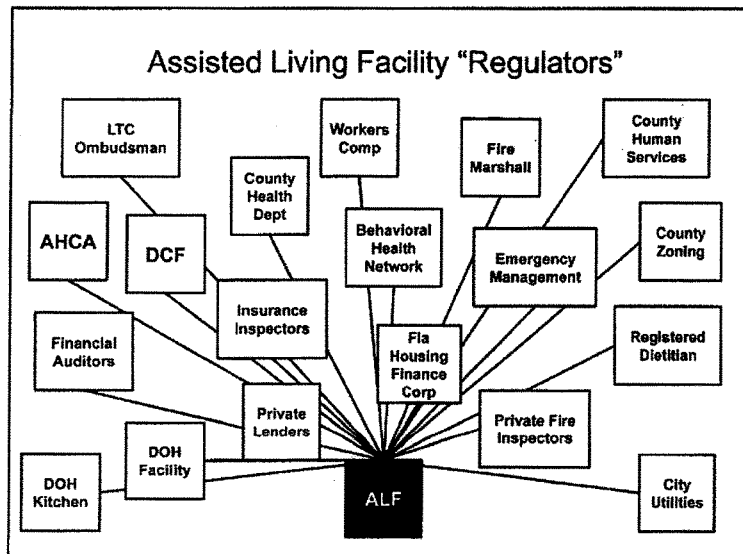 Assisted Living Facility “Regulators”
LTC
Ombudsman
Workers
Comp
Fire
Marshall
County
Human
Services
County
Health
Dept
AHCA
DCF
Behavioral
Health
Network
Emergency
Management
County
Zoning
Insurance
Inspectors
Financial
Auditors
Fla
Housing
Finance
Corp
Registered
Dietitian
Private
Lenders
Private Fire
Inspectors
DOH
Facility
DOH
Kitchen
ALF
City
Utilities